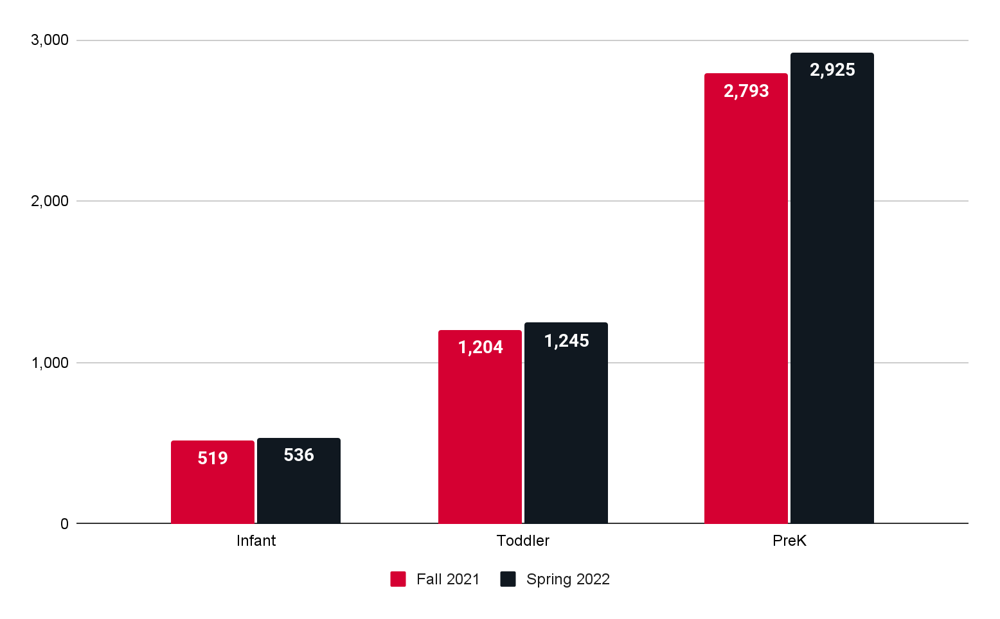 3,000
2,000
1,000
0
519
536
1,204
1,245
2,793
2,925
Infant
Toddler
PreK
Fall 2021
Spring 2022